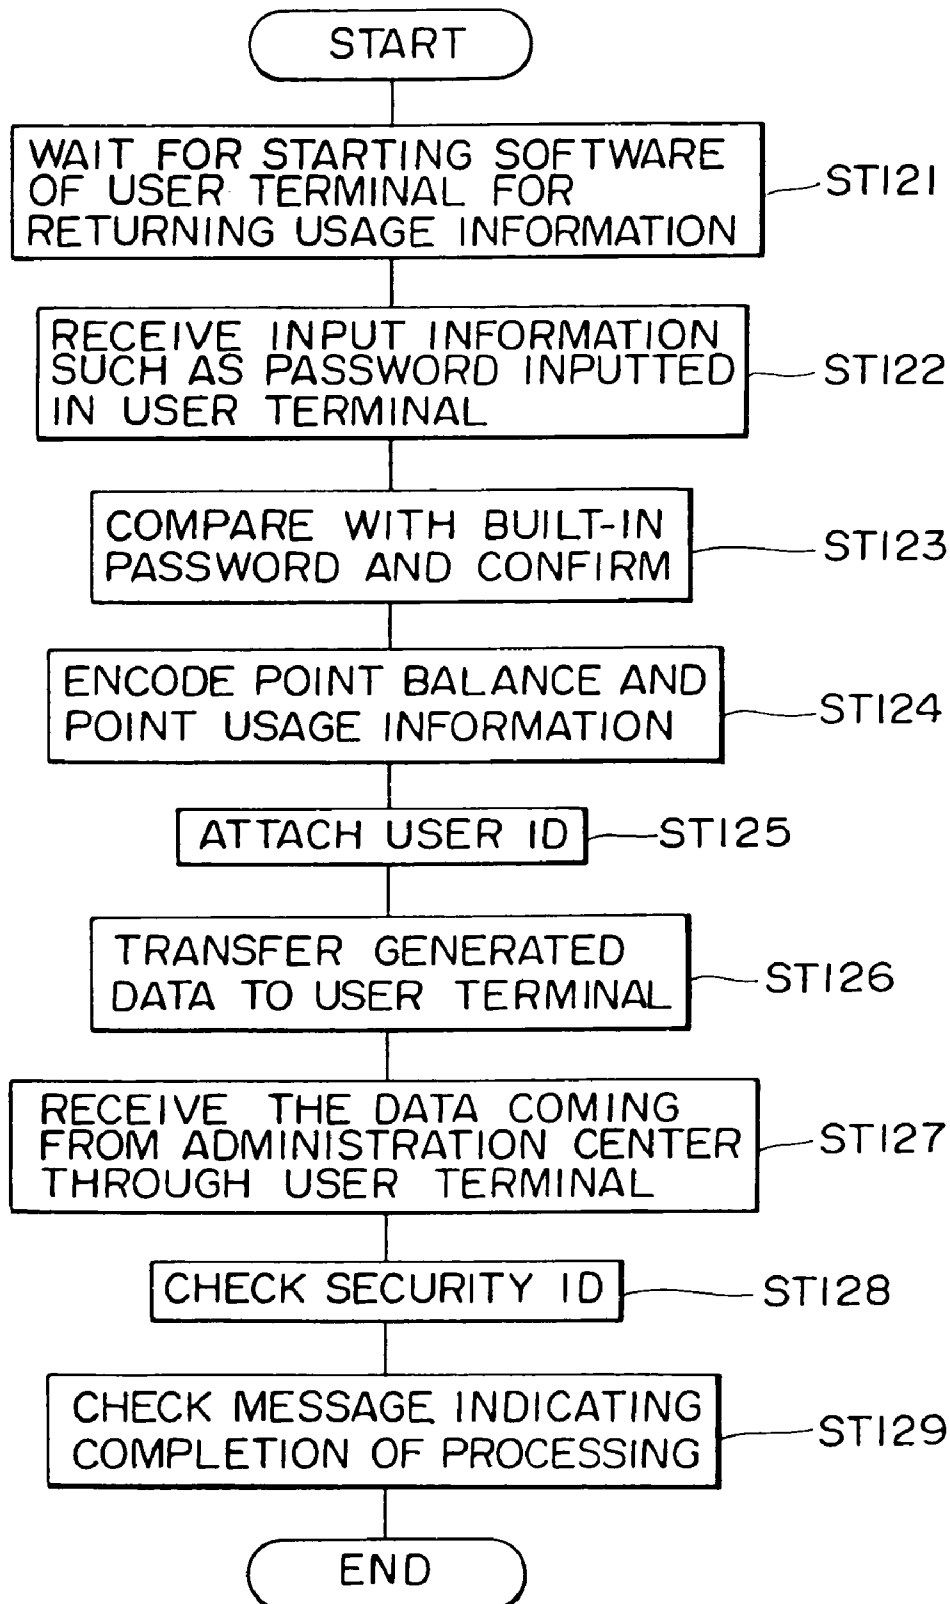 START
WAIT FOR STARTING SOFTWARE
OF USER TERMINAL FOR
RETURNING USAGE INFORMATION
ST121
RECEIVE INPUT INFORMATION
SUCH AS PASSWORD INPUTTED
IN USER TERMINAL
ST122
COMPARE WITH BUILT-IN
PASSWORD AND CONFIRM
ST123
ENCODE POINT BALANCE AND
POINT USAGE INFORMATION
ST124
ATTACH USER ID
ST125
TRANSFER GENERATED
DATA TO USER TERMINAL
ST126
RECEIVE THE DATA COMING
FROM ADMINISTRATION CENTER
THROUGH USER TERMINAL
ST127
CHECK SECURITY ID
ST128
CHECK MESSAGE INDICATING
COMPLETION OF PROCESSING
ST129
END